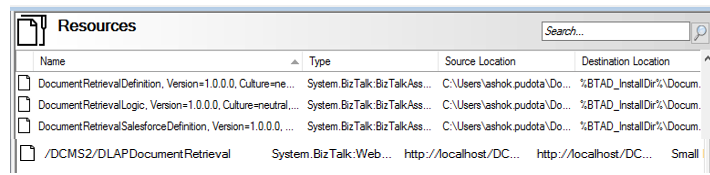 Resources
Search...
Name Type Source Location Destination Location
DocumentRetrievalDefinition, Version=1.0.0.0, Culture=ne... System.BizTalk:BizTalkAss... C:\Users\ashok.pudota\Do... %BTAD_InstallDir%\Docum.
DocumentRetrievalLogic, Version=1.0.0.0, Culture=neutral,... System.BizTalk:BizTalkAss... C:\Users\ashok.pudota\Do... %BTAD_InstallDir%\Docum.
DocumentRetrievalSalesforceDefinition, Version=1.0.0.0, ... System.BizTalk:BizTalkAss... C:\Users\ashok.pudota\Do... %BTAD_InstallDir%\Docum.
/DCMS2/DLAPDocumentRetrieval System.BizTalk:Web... http://localhost/DC... http://localhost/DC... Small